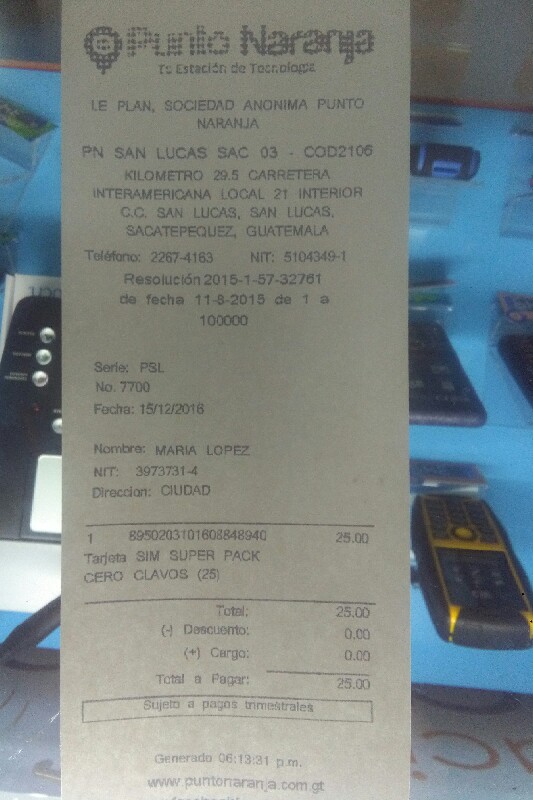 Punto Naranja
Tu Estación de Tecnología
I.E PLAN, SOCIEDAD ANONIMA PUNTO
NARANJA
PN SAN LUCAS SAC 03 - COD2106
KILOMETRO 29.5 CARRETERA
INTERAMERICANA LOCAL 21 INTERIOR
C.C. SAN LUCAS, SAN LUCAS,
SACATEPEQUEZ, GUATEMALA
Teléfono: 2267-4163 NIT: 5104349-1
Resolución 2015-1-57-32761
de fecha 11-8-2015 de 1 a
100000
Serie: PSL
No. 7700
Fecha: 15/12/2016
Nombre: MARIA LOPEZ
NIT: 3973731-4
Direccion: CIUDAD
1 8950203101608848940 25.00
Tarjeta SIM SUPER PACK
CERO CLAVOS (25)
Total: 25.00
(-) Descuento: 0.00
(+) Cargo: 0.00
Total a Pagar: 25.00
Sujeto a pagos trimestrales
Generado 06:13:31 p.m.
www.puntonaranja.com.gt